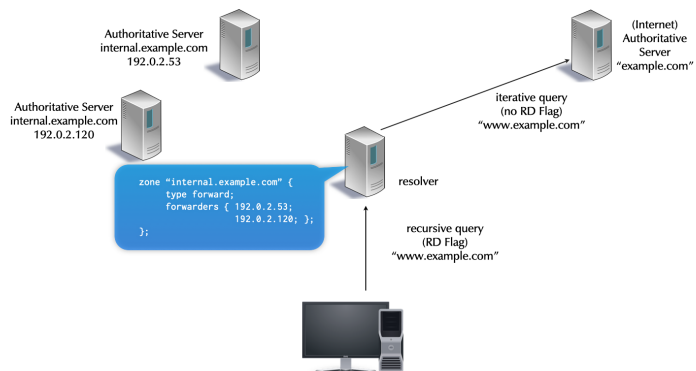 Authoritative Server
internal.example.com
192.0.2.53
(Internet)
Authoritative
Server
“example.com”
Authoritative Server
internal.example.com
192.0.2.120
iterative query
(no RD Flag)
“www.example.com”
zone “internal.example.com” {
type forward;
forwarders { 192.0.2.53;
192.0.2.120; };
};
resolver
recursive query
(RD Flag)
“www.example.com”